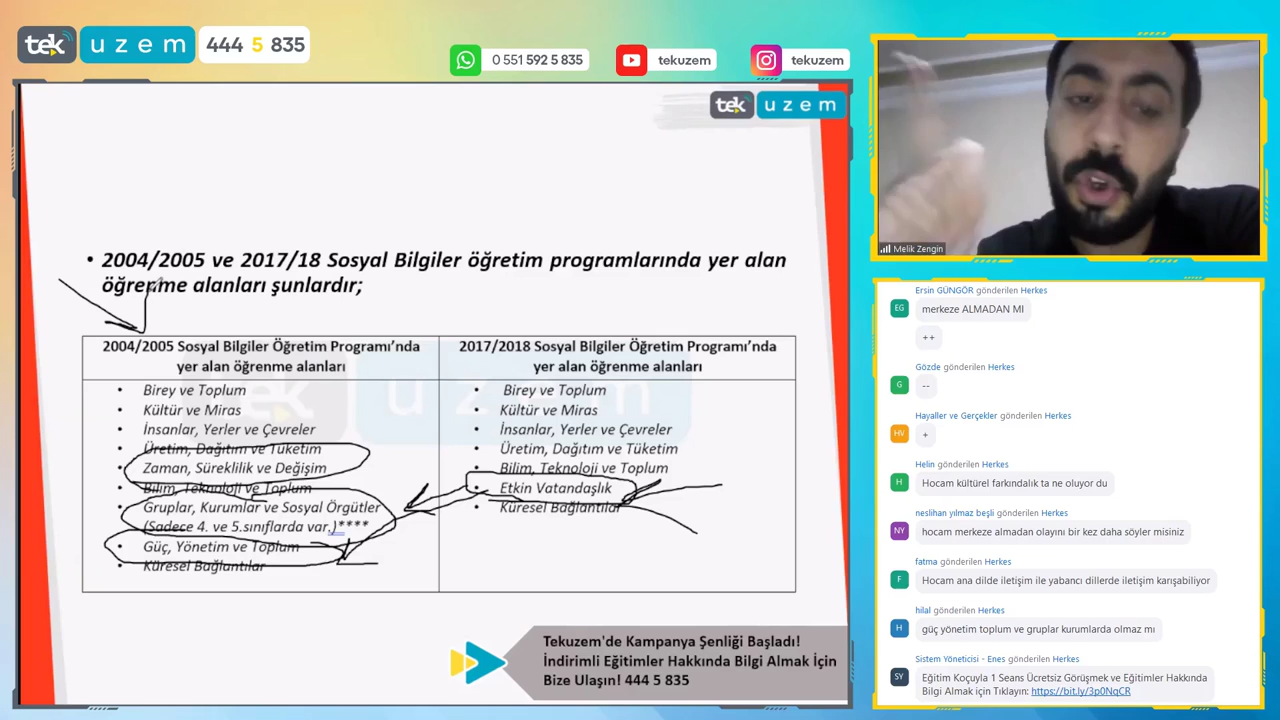 tek uzem 444 5 835
0 551 592 5 835
tekuzem
tekuzem
tek uzem
• 2004/2005 ve 2017/18 Sosyal Bilgiler öğretim programlarında yer alan
öğrenme alanları şunlardır;
2004/2005 Sosyal Bilgiler Öğretim Programı’nda
yer alan öğrenme alanları
• Birey ve Toplum
• Kültür ve Miras
• İnsanlar, Yerler ve Çevreler
• Üretim, Dağıtım ve Tüketim
• Zaman, Süreklilik ve Değişim
• Bilim, Teknoloji ve Toplum
• Gruplar, Kurumlar ve Sosyal Örgütler
(Sadece 4. ve 5.sınıflarda var.)****
• Güç, Yönetim ve Toplum
• Küresel Bağlantılar
2017/2018 Sosyal Bilgiler Öğretim Programı’nda
yer alan öğrenme alanları
• Birey ve Toplum
• Kültür ve Miras
• İnsanlar, Yerler ve Çevreler
• Üretim, Dağıtım ve Tüketim
• Bilim, Teknoloji ve Toplum
• Etkin Vatandaşlık
• Küresel Bağlantılar
Tekuzem'de Kampanya Şenliği Başladı!
İndirimli Eğitimler Hakkında Bilgi Almak İçin
Bize Ulaşın! 444 5 835
Melik Zengin
Ersin GÜNGÖR gönderilen Herkes
EG merkeze ALMADAN MI
++
Gözde gönderilen Herkes
G --
Hayaller ve Gerçekler gönderilen Herkes
HV +
Helin gönderilen Herkes
H Hocam kültürel farkındalık ta ne oluyor du
neslihan yılmaz beşli gönderilen Herkes
NY hocam merkeze almadan olayını bir kez daha söyler misiniz
fatma gönderilen Herkes
F Hocam ana dilde iletişim ile yabancı dillerde iletişim karışabiliyor
hilal gönderilen Herkes
H güç yönetim toplum ve gruplar kurumlarda olmaz mı
Sistem Yöneticisi - Enes gönderilen Herkes
SY Eğitim Koçuyla 1 Seans Ücretsiz Görüşmek ve Eğitimler Hakkında
Bilgi Almak için Tıklayın: https://bit.ly/3p0NqCR